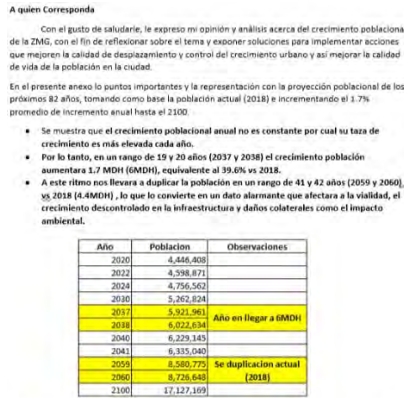 A quien Corresponda
Con el gusto de saludarie, le expreso mi opinión y análisis acerca del crecimiento poblaciona
de la ZMG, con el fin de reflexionar sobre el tema y exponer soluciones para implementar acciones
que mejoren la calidad de desplazamiento y control del crecimiento urbano y así mejorar la calidad
de vida de la población en la ciudad.
En el presente anexo lo puntos importantes y la representación con la proyección poblacional de los
próximos 82 años, tomando como base la población actual (2018) e incrementando el 1.7%
promedio de incremento anual hasta el 2100.
• Se muestra que el crecimiento poblacional anual no es constante por cual su taza de
crecimiento es más elevada cada año.
• Por lo tanto, en un rango de 19 y 20 años (2037 y 2038) el crecimiento población
aumentara 1.7 MDH (6MDH), equivalente al 39.6% vs 2018.
• A este ritmo nos llevara a duplicar la población en un rango de 41 y 42 años (2059 y 2060),
vs 2018 (4.4MDH) , lo que lo convierte en un dato alarmante que afectara a la vialidad, el
crecimiento descontrolado en la infraestructura y daños colaterales como el impacto
ambiental.
Año Poblacion Observaciones
2020 4,446,408
2022 4,598,871
2024 4,756,562
2030 5,262,824
2037 5,921,961 Año en llegar a 6MDH
2038 6,022,634
2040 6,229,145
2041 6,335,040
2059 8,580,775 Se duplicacion actual
2060 8,726,648 (2018)
2100 17,127,169